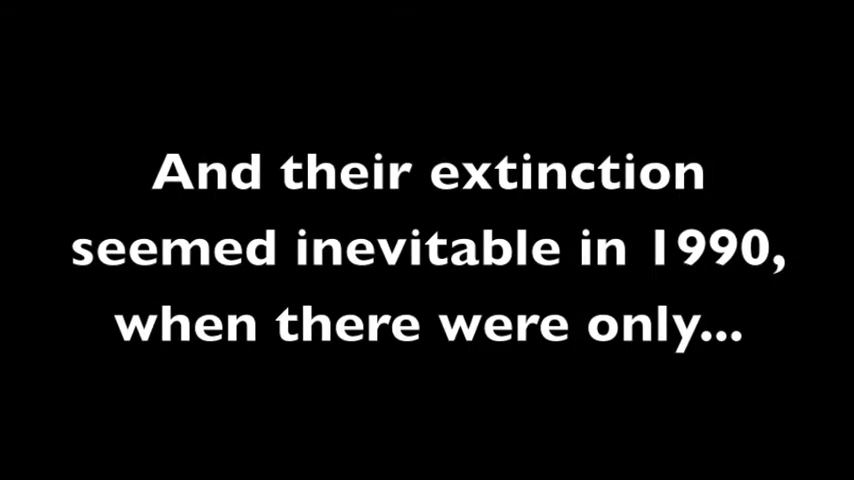 And their extinction
seemed inevitable in 1990,
when there were only...